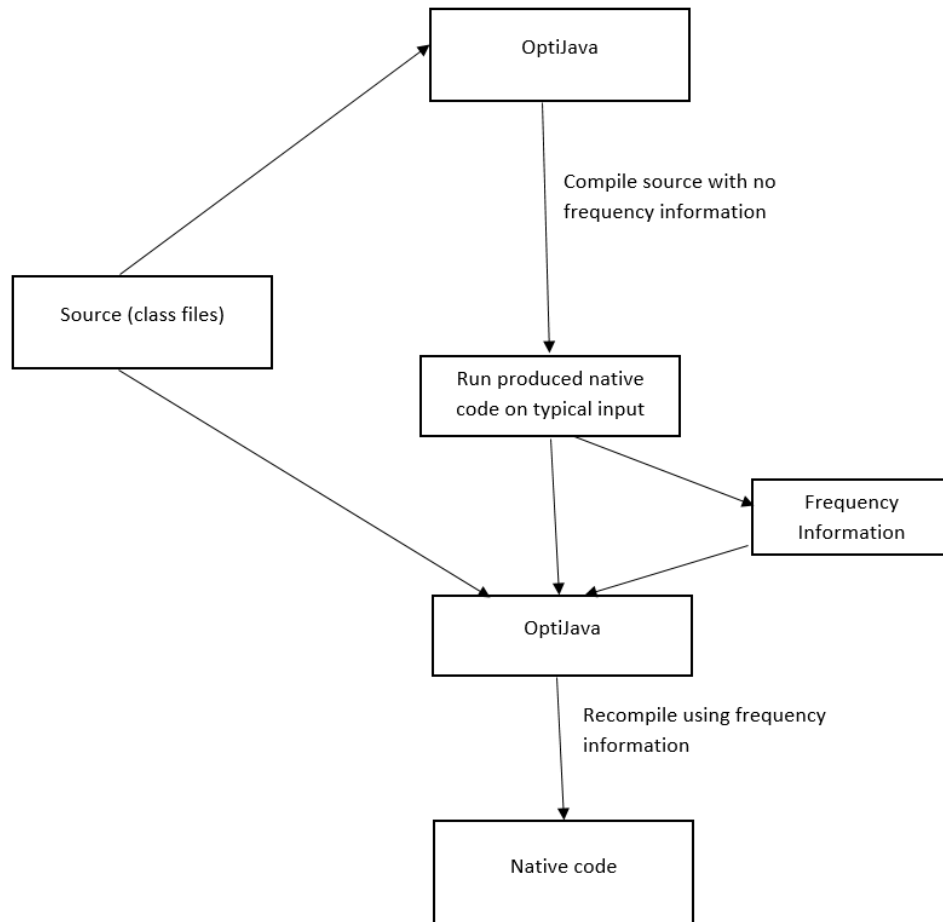 OptiJava
Compile source with no
frequency information
Source (class files)
Run produced native
code on typical input
Frequency
Information
OptiJava
Recompile using frequency
information
Native code